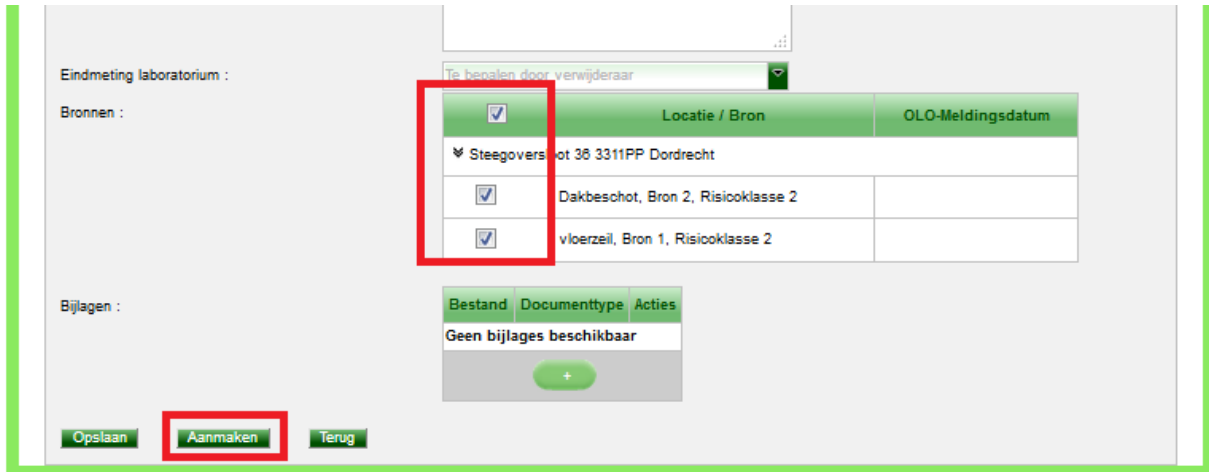 Eindmeting laboratorium :
Te bepalen door verwijderaar
Bronnen :
Locatie / Bron
OLO-Meldingsdatum
Steegoversloot 36 3311PP Dordrecht
Dakbeschot, Bron 2, Risicoklasse 2
vloerzeil, Bron 1, Risicoklasse 2
Bijlagen :
Bestand Documenttype Acties
Geen bijlages beschikbaar
+
Opslaan Aanmaken Terug